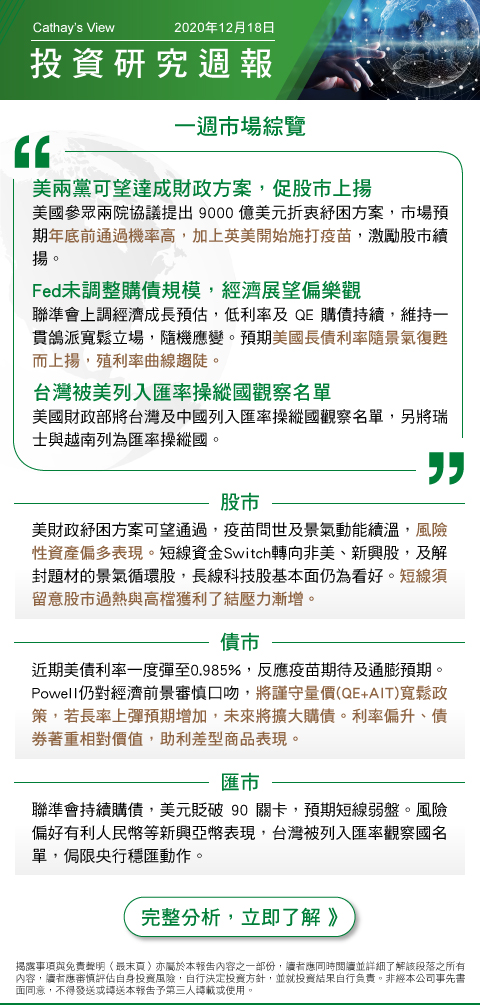 Cathay's View 2020年12月18日
投資研究週報
一週市場綜覽
美兩黨可望達成財政方案，促股市上揚
美國參眾兩院協議提出 9000 億美元折衷紓困方案，市場預
期年底前通過機率高，加上英美開始施打疫苗，激勵股市續
揚。
Fed未調整購債規模，經濟展望偏樂觀
聯準會上調經濟成長預估，低利率及 QE 購債持續，維持一
貫鴿派寬鬆立場，隨機應變。預期美國長債利率隨景氣復甦
而上揚，殖利率曲線趨陡。
台灣被美列入匯率操縱國觀察名單
美國財政部將台灣及中國列入匯率操縱國觀察名單，另將瑞
士與越南列為匯率操縱國。
股市
美財政紓困方案可望通過，疫苗問世及景氣動能續溫，風險
性資產偏多表現。短線資金Switch轉向非美、新興股，及解
封題材的景氣循環股，長線科技股基本面仍為看好。短線須
留意股市過熱與高檔獲利了結壓力漸增。
債市
近期美債利率一度彈至0.985%，反應疫苗期待及通膨預期。
Powell仍對經濟前景審慎口吻，將謹守量價(QE+AIT)寬鬆政
策，若長率上彈預期增加，未來將擴大購債。利率偏升、債
券著重相對價值，助利差型商品表現。
匯市
聯準會持續購債，美元貶破 90 關卡，預期短線弱盤。風險
偏好有利人民幣等新興亞幣表現，台灣被列入匯率觀察國名
單，侷限央行穩匯動作。
完整分析，立即了解 》
揭露事項與免責聲明（最末頁）亦屬於本報告內容之一部份，讀者應同時閱讀並詳細了解該段落之所有
內容，讀者應審慎評估自身投資風險，自行決定投資方針，並就投資結果自行負責。非經本公司事先書
面同意，不得發送或轉送本報告予第三人轉載或使用。